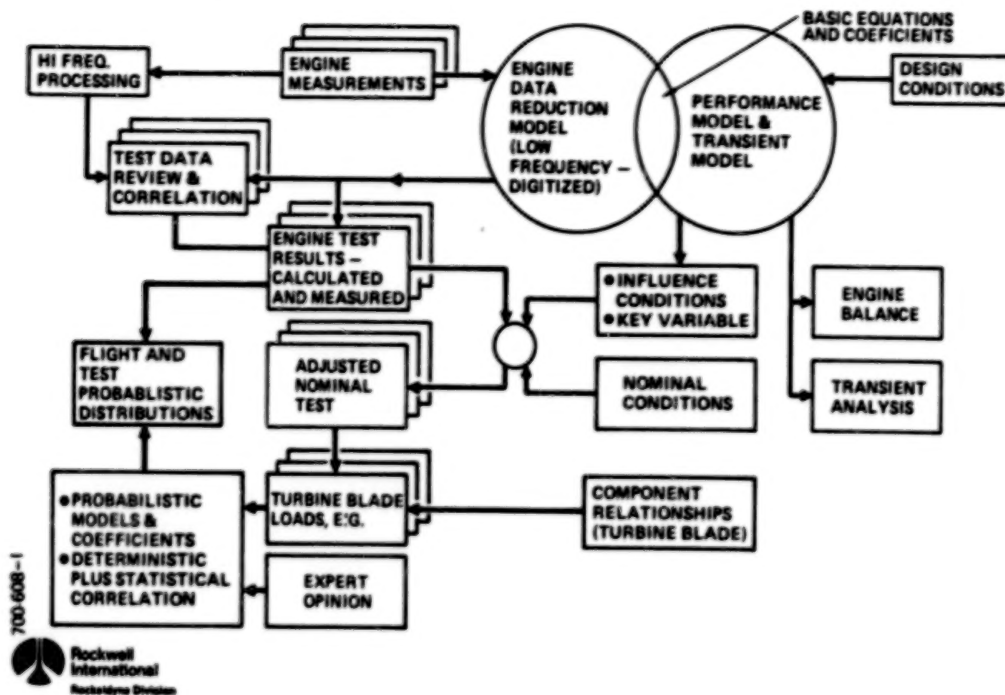 BASIC EQUATIONS
AND COEFICIENTS
HI FREQ.
PROCESSING
ENGINE
MEASUREMENTS
ENGINE
DATA
REDUCTION
MODEL
(LOW
FREQUENCY –
DIGITIZED)
PERFORMANCE
MODEL &
TRANSIENT
MODEL
DESIGN
CONDITIONS
TEST DATA
REVIEW &
CORRELATION
ENGINE TEST
RESULTS –
CALCULATED
AND MEASURED
● INFLUENCE
CONDITIONS
● KEY VARIABLE
ENGINE
BALANCE
FLIGHT AND
TEST
PROBABLISTIC
DISTRIBUTIONS
ADJUSTED
NOMINAL
TEST
NOMINAL
CONDITIONS
TRANSIENT
ANALYSIS
● PROBABILISTIC
MODELS &
COEFFICIENTS
● DETERMINISTIC
PLUS STATISTICAL
CORRELATION
TURBINE BLADE
LOADS, E.G.
COMPONENT
RELATIONSHIPS
(TURBINE BLADE)
EXPERT
OPINION
700-608-1
Rockwell
International
Rocketdyne Division